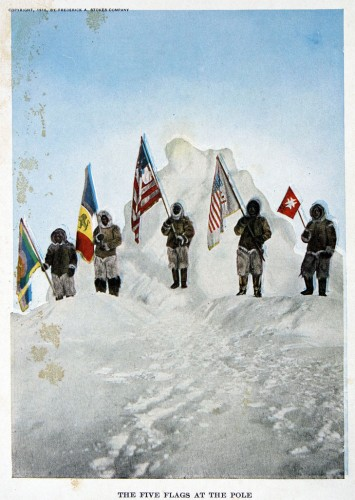 COPYRIGHT, 1910, BY FREDERICK A. STOKES COMPANY
THE FIVE FLAGS AT THE POLE